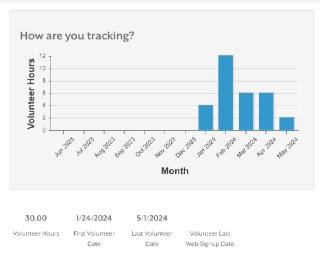 How are you tracking?
Volunteer Hours
12
10
8
6
4
2
0
Jun 2023
Jul 2023
Aug 2023
Sep 2023
Oct 2023
Nov 2023
Dec 2023
Jan 2024
Feb 2024
Mar 2024
Apr 2024
May 2024
Month
30.00 1/24/2024 5/1/2024
Volunteer Hours First Volunteer Last Volunteer Volunteer Last
Date Date Web Signup Date